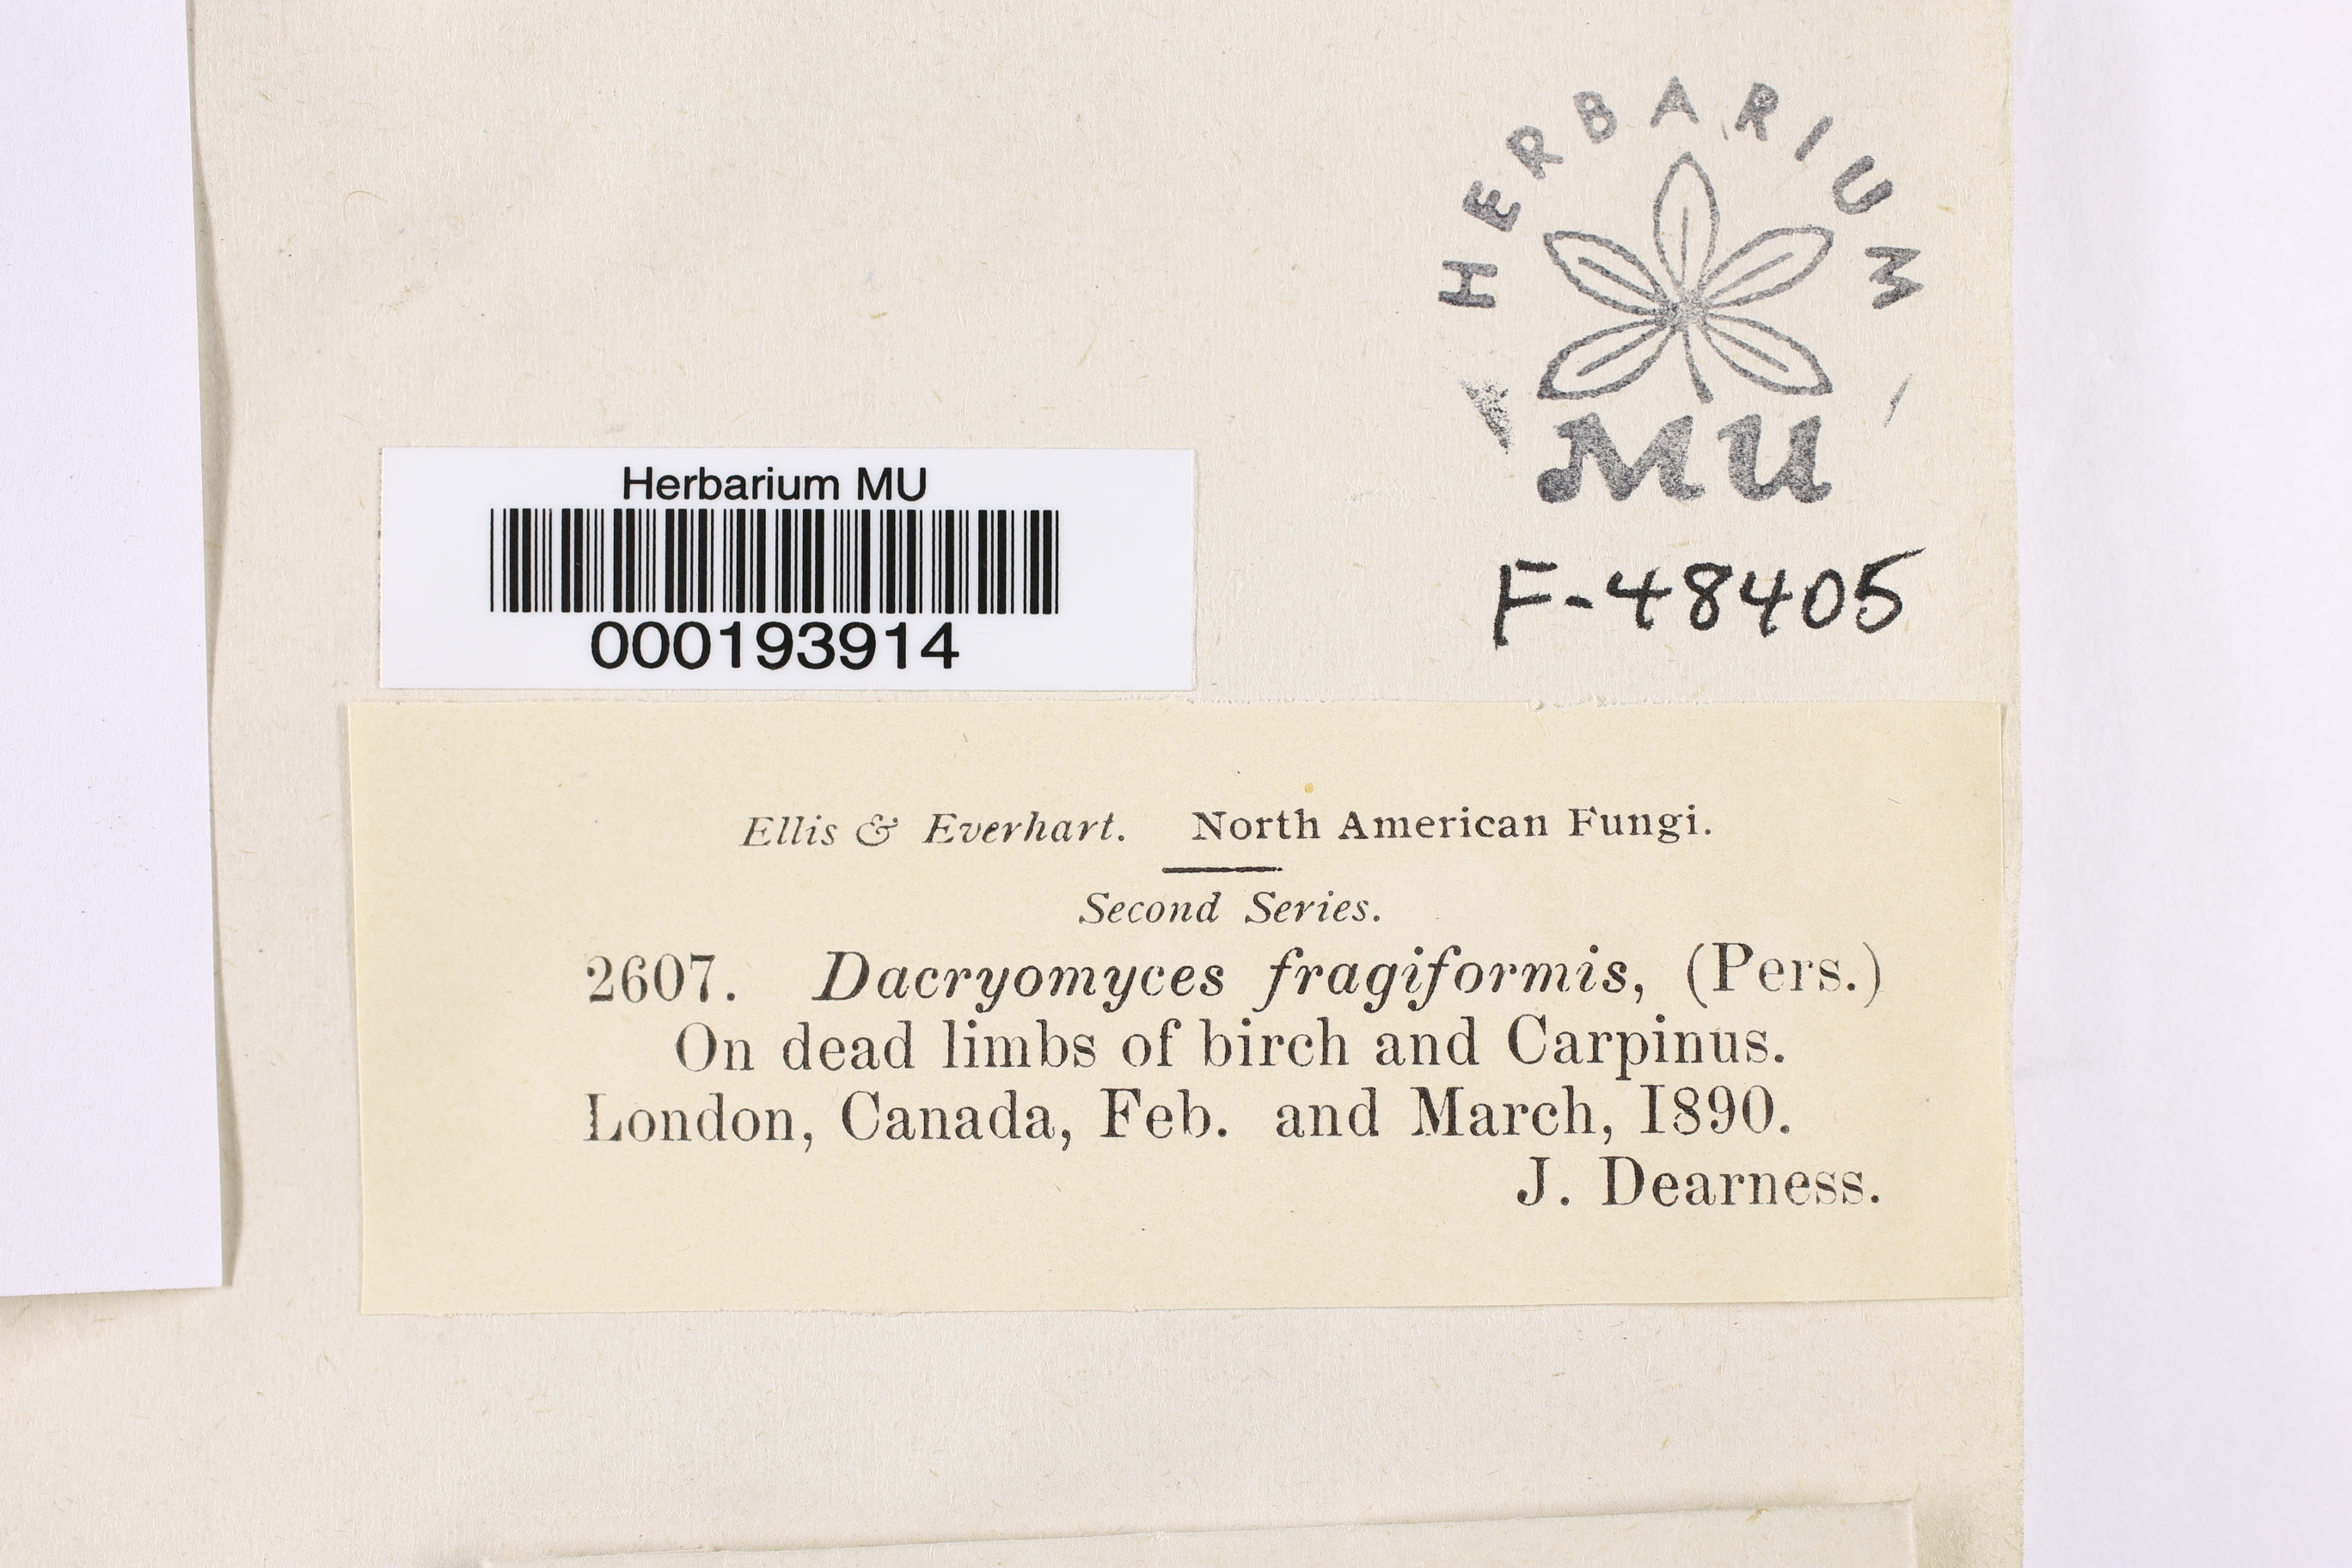 HERBARIUM
MU
F-48405
Herbarium MU
000193914
Ellis & Everhart. North American Fungi.
Second Series.
2607. Dacryomyces fragiformis, (Pers.)
On dead limbs of birch and Carpinus.
London, Canada, Feb. and March, 1890.
J. Dearness.